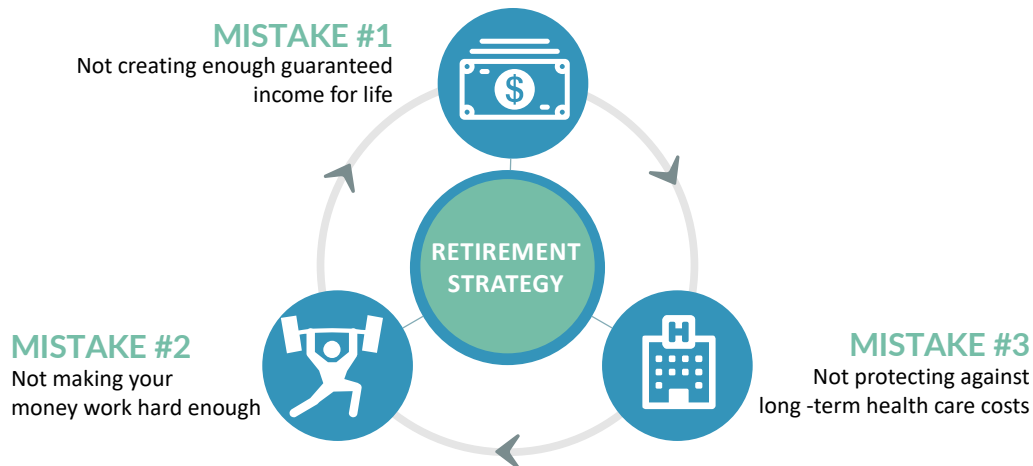 MISTAKE #1
Not creating enough guaranteed
income for life
$
RETIREMENT
STRATEGY
H
MISTAKE #2
Not making your
money work hard enough
MISTAKE #3
Not protecting against
long -term health care costs